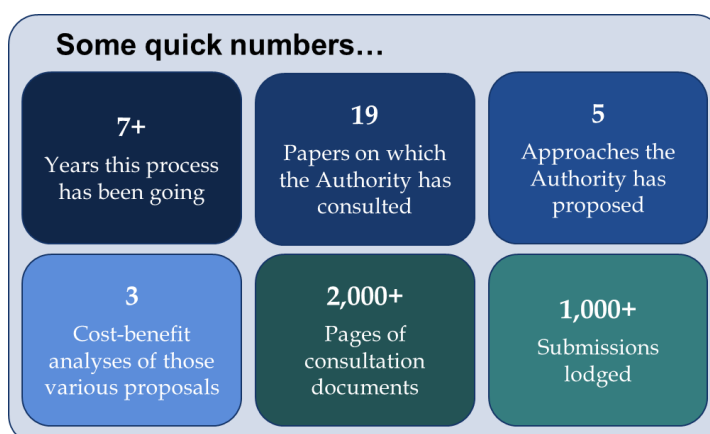 Some quick numbers…
7+
Years this process
has been going
19
Papers on which
the Authority has
consulted
5
Approaches the
Authority has
proposed
3
Cost-benefit
analyses of those
various proposals
2,000+
Pages of
consultation
documents
1,000+
Submissions
lodged